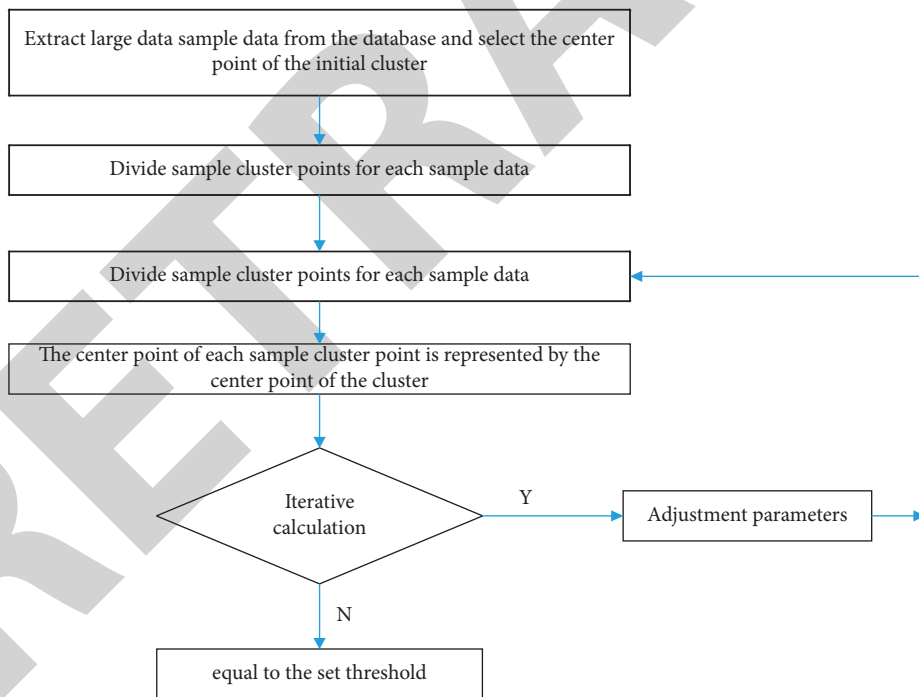 Extract large data sample data from the database and select the center
point of the initial cluster
Divide sample cluster points for each sample data
Divide sample cluster points for each sample data
The center point of each sample cluster point is represented by the
center point of the cluster
Iterative
calculation
Y
Adjustment parameters
N
equal to the set threshold
RETRA